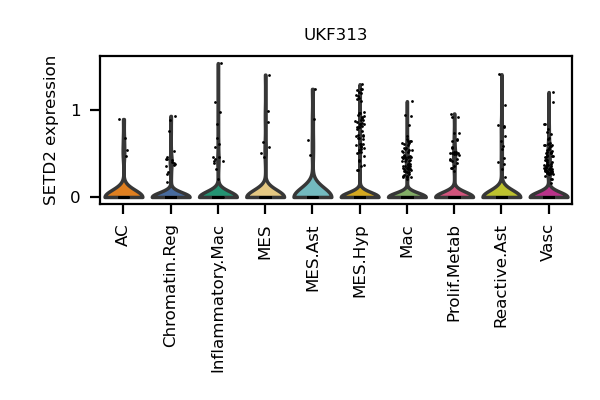 UKF313
SETD2 expression
1
0
AC
Chromatin.Reg
Inflammatory.Mac
MES
MES.Ast
MES.Hyp
Mac
Prolif.Metab
Reactive.Ast
Vasc